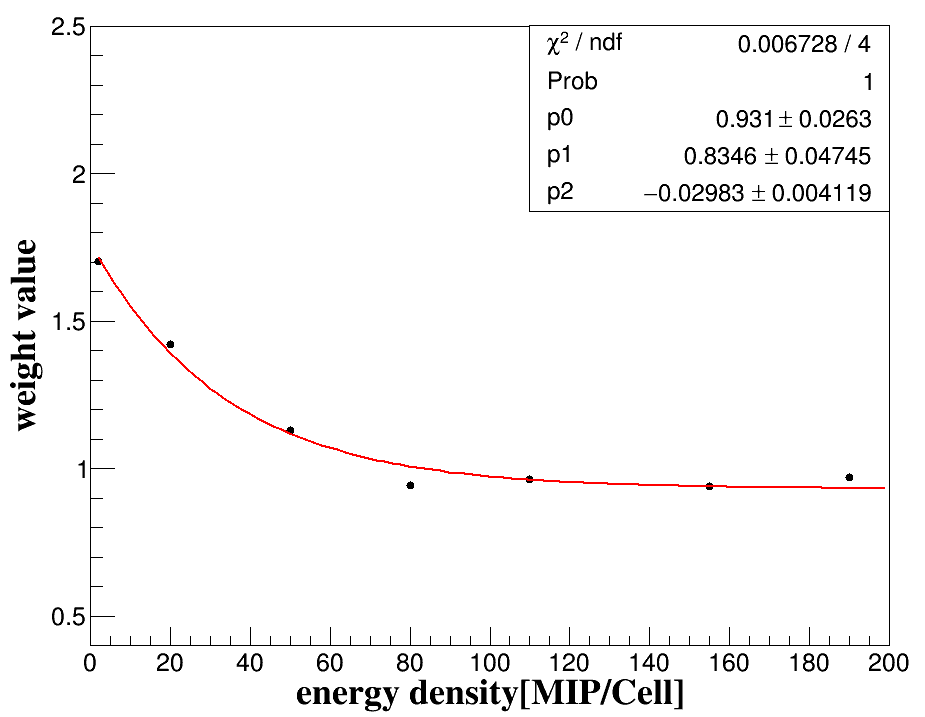 2.5
χ² / ndf 0.006728 / 4
Prob 1
p0 0.931 ± 0.0263
p1 0.8346 ± 0.04745
p2 −0.02983 ± 0.004119
2
1.5
1
0.5
weight value
0 20 40 60 80 100 120 140 160 180 200
energy density[MIP/Cell]